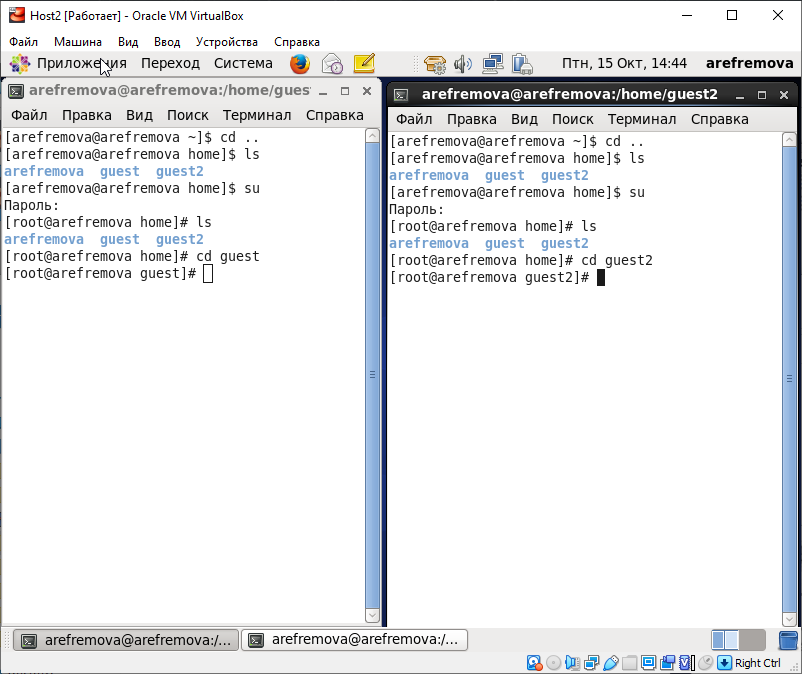 Host2 [Работает] - Oracle VM VirtualBox
Файл Машина Вид Ввод Устройства Справка
Приложения Переход Система Птн, 15 Окт, 14:44 arefremova
arefremova@arefremova:/home/gues
Файл Правка Вид Поиск Терминал Справка
[arefremova@arefremova ~]$ cd ..
[arefremova@arefremova home]$ ls
arefremova guest guest2
[arefremova@arefremova home]$ su
Пароль:
[root@arefremova home]# ls
arefremova guest guest2
[root@arefremova home]# cd guest
[root@arefremova guest]#
arefremova@arefremova:/home/guest2
Файл Правка Вид Поиск Терминал Справка
[arefremova@arefremova ~]$ cd ..
[arefremova@arefremova home]$ ls
arefremova guest guest2
[arefremova@arefremova home]$ su
Пароль:
[root@arefremova home]# ls
arefremova guest guest2
[root@arefremova home]# cd guest2
[root@arefremova guest2]#
arefremova@arefremova:/... arefremova@arefremova:/...
Right Ctrl